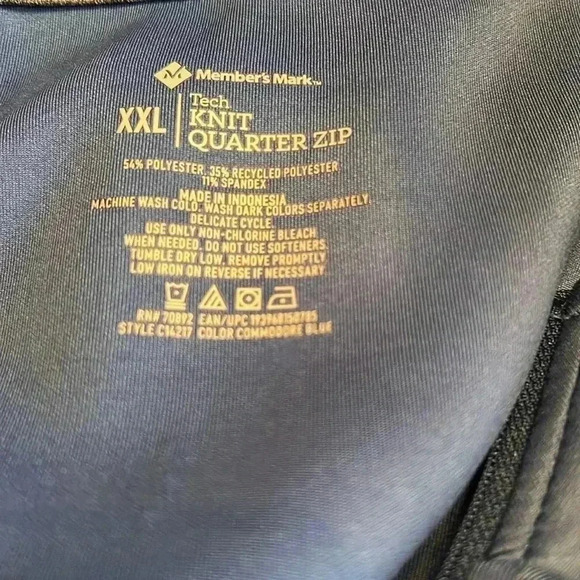 Member's Mark™
XXL
Tech
KNIT
QUARTER ZIP
54% POLYESTER, 35% RECYCLED POLYESTER
11% SPANDEX
MADE IN INDONESIA
MACHINE WASH COLD. WASH DARK COLORS SEPARATELY
DELICATE CYCLE.
USE ONLY NON-CHLORINE BLEACH
WHEN NEEDED. DO NOT USE SOFTENERS.
TUMBLE DRY LOW. REMOVE PROMPTLY
LOW IRON ON REVERSE IF NECESSARY
RN# 70892 EAN/UPC 193968158785
STYLE C14217 COLOR COMMODORE BLUE